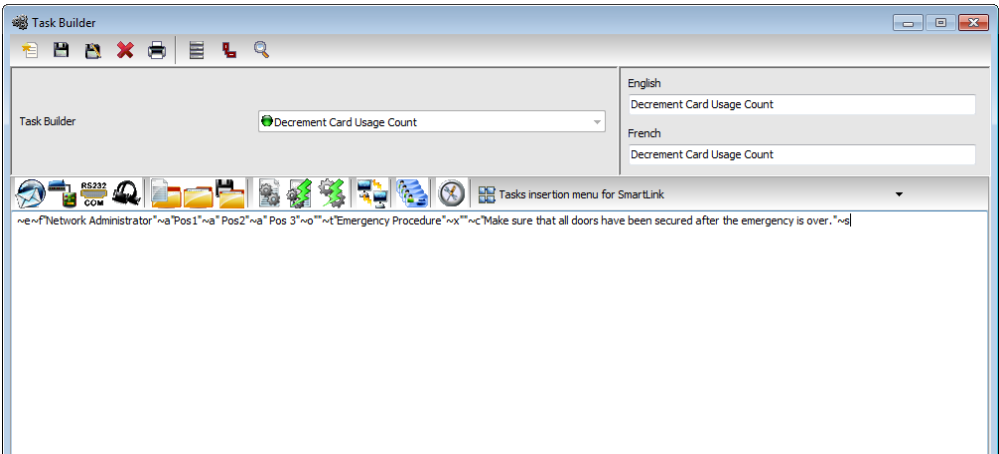 Task Builder
English
Decrement Card Usage Count
Task Builder
Decrement Card Usage Count
French
Decrement Card Usage Count
RS232
COM
Tasks insertion menu for SmartLink
~e~f"Network Administrator"~a"Pos1"~a" Pos2"~a" Pos 3"~o""~t"Emergency Procedure"~x""~c"Make sure that all doors have been secured after the emergency is over."~s